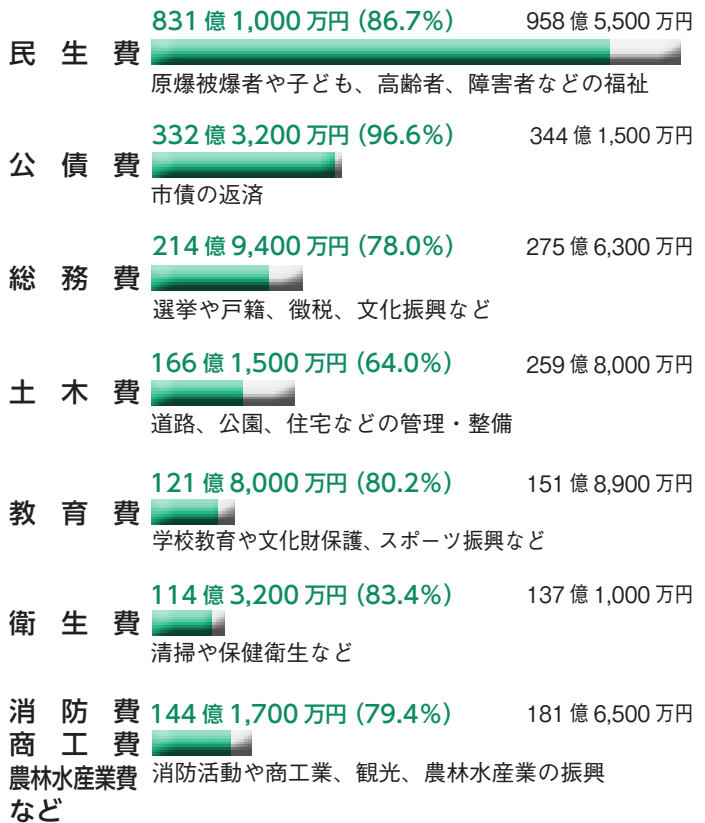 831億1,000万円(86.7%) 958億5,500万円
民生費
原爆被爆者や子ども、高齢者、障害者などの福祉
332億3,200万円(96.6%) 344億1,500万円
公債費
市債の返済
214億9,400万円(78.0%) 275億6,300万円
総務費
選挙や戸籍、徴税、文化振興など
166億1,500万円(64.0%) 259億8,000万円
土木費
道路、公園、住宅などの管理・整備
121億8,000万円(80.2%) 151億8,900万円
教育費
学校教育や文化財保護、スポーツ振興など
114億3,200万円(83.4%) 137億1,000万円
衛生費
清掃や保健衛生など
消防費 144億1,700万円(79.4%) 181億6,500万円
商工費
農林水産業費 消防活動や商工業、観光、農林水産業の振興
など